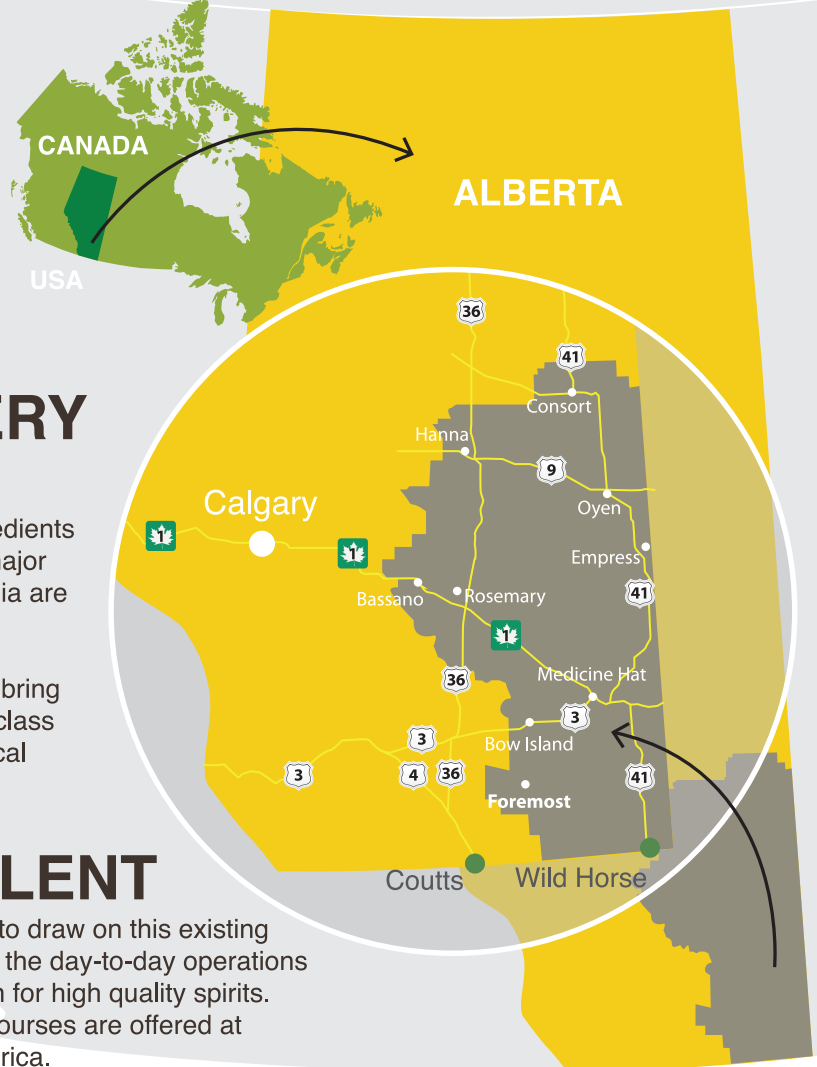 CANADA
ALBERTA
USA
36
41
Consort
ERY
Hanna
9
Calgary
Oyen
edients
1
1
major
Empress
ia are
41
Bassano
Rosemary
1
Medicine Hat
bring
36
class
3
3
Bow Island
cal
3
4
36
41
Foremost
LENT
Coutts
Wild Horse
to draw on this existing
the day-to-day operations
n for high quality spirits.
ourses are offered at
rica.